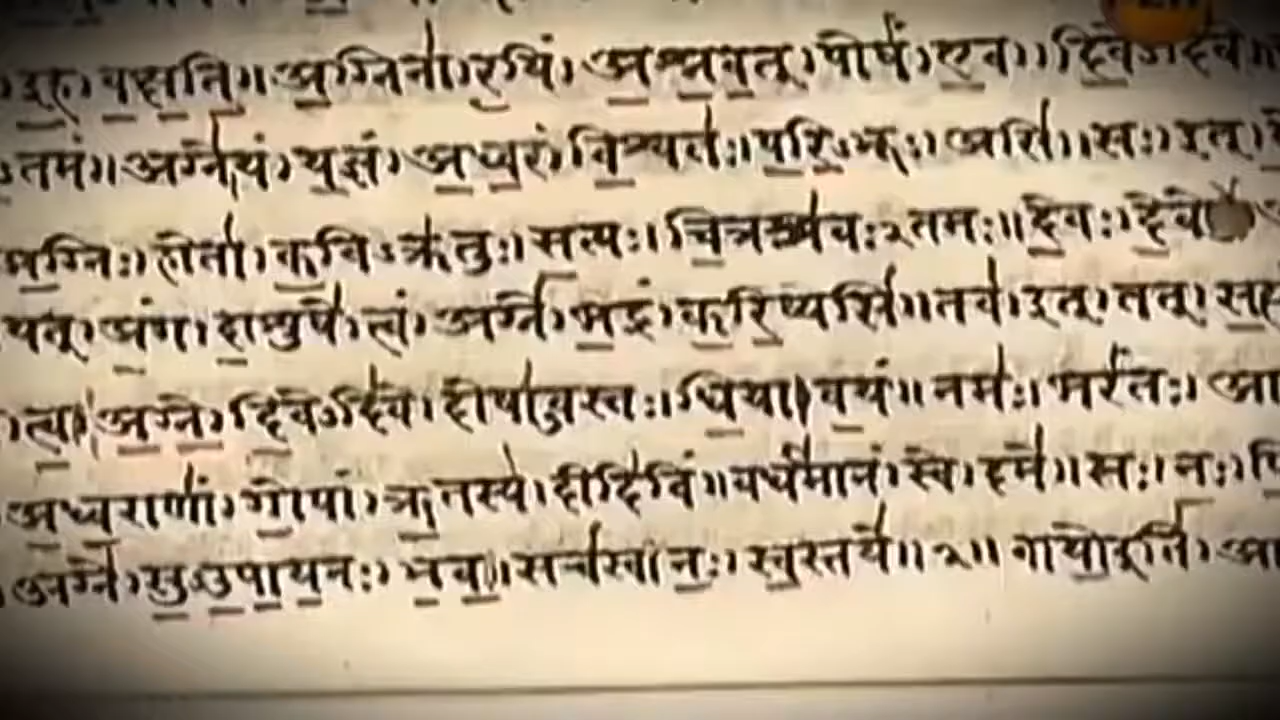 इह । वक्षति ॥ अग्निना । रयिं । अश्नवत् । पोषं । एव । । दिवेऽदिवे ॥
तमं ॥ अग्ने । यं । यज्ञं । अध्वरं । विश्वतः । परिऽभूः । असि । । सः । इत् ।
अग्निः । होता । कविऽक्रतुः । सत्यः । चित्रश्रवःऽतमः ॥ देवः । देवे
यत् । अंग । दाशुषे । त्वं । अग्ने । भद्रं । करिष्यसि ॥ तव । इत् । तत् ।
त्वा । अग्ने । दिवेऽदिवे । दोषाऽवस्तः । धिया । वयं ॥ नमः । भरंतः । आ
अध्वराणां । गोपां । ऋतस्य । दीदिविं ॥ वर्धमानं । स्वे । दमे ॥ सः । नः ।
अग्ने । सुऽउपायनः । भव ॥ सचस्व । नः । स्वस्तये ॥ २ ॥ वायो इति । आ